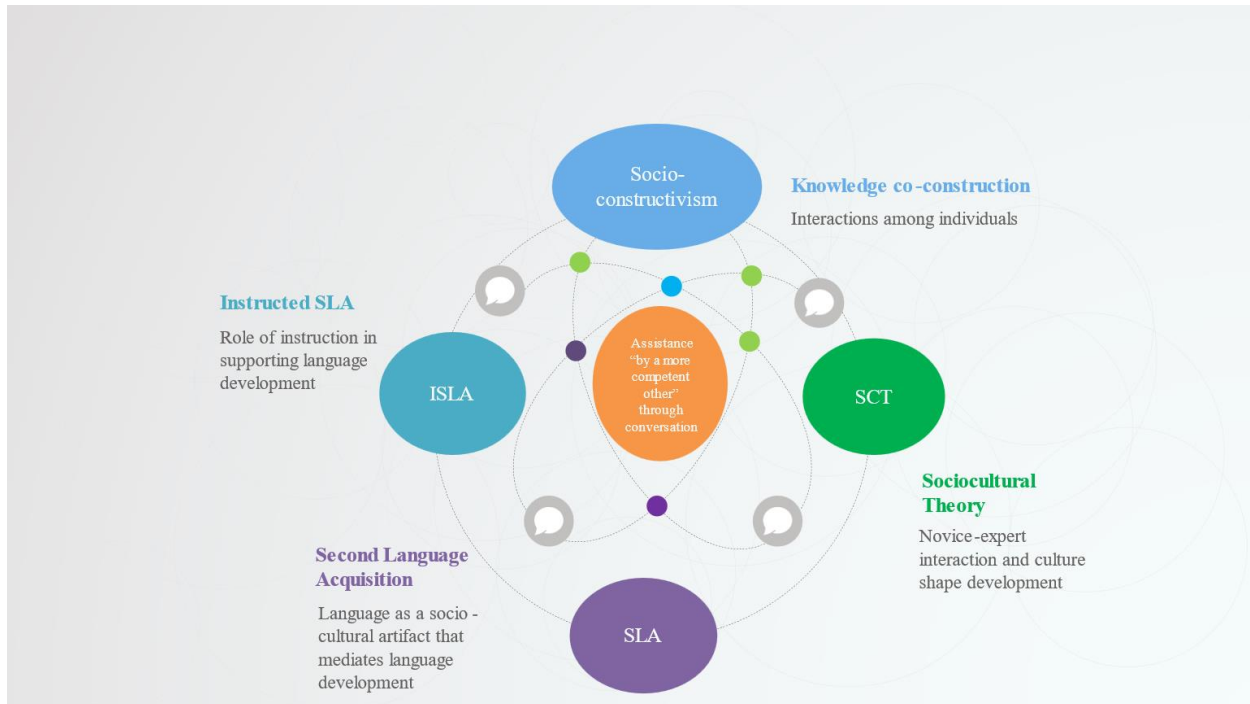 Socio-
constructivism
Knowledge co-construction
Interactions among individuals
Instructed SLA
Role of instruction in
supporting language
development
ISLA
Assistance
“by a more
competent
other”
through
conversation
SCT
Sociocultural
Theory
Novice-expert
interaction and culture
shape development
Second Language
Acquisition
Language as a socio -
cultural artifact that
mediates language
development
SLA